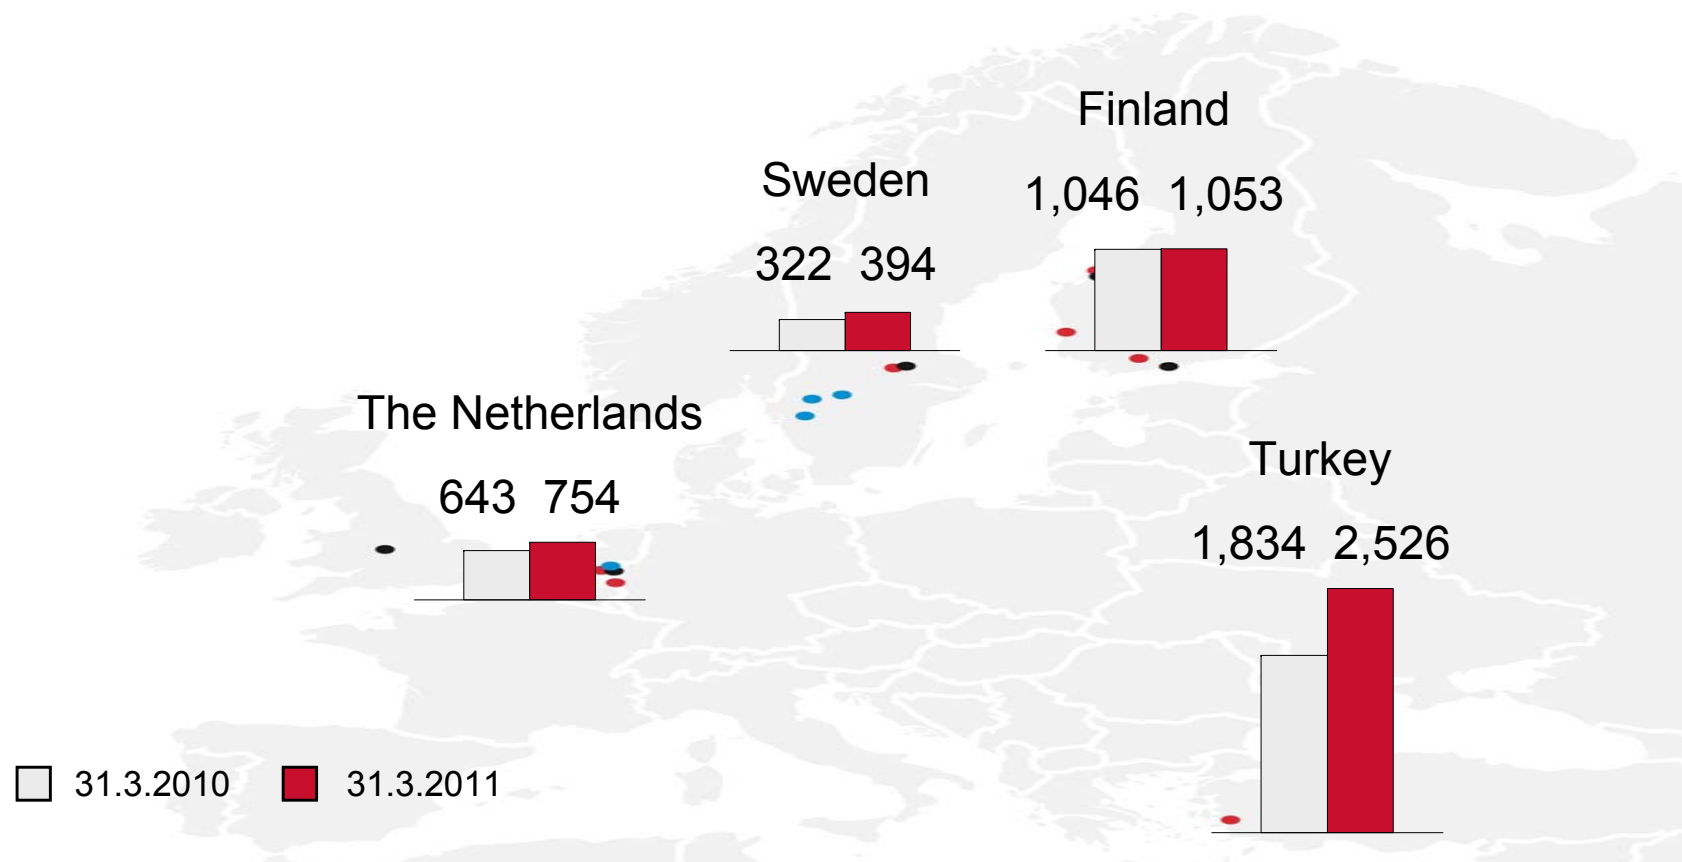 Finland
1,046 1,053
Sweden
322 394
The Netherlands
643 754
Turkey
1,834 2,526
31.3.2010 31.3.2011